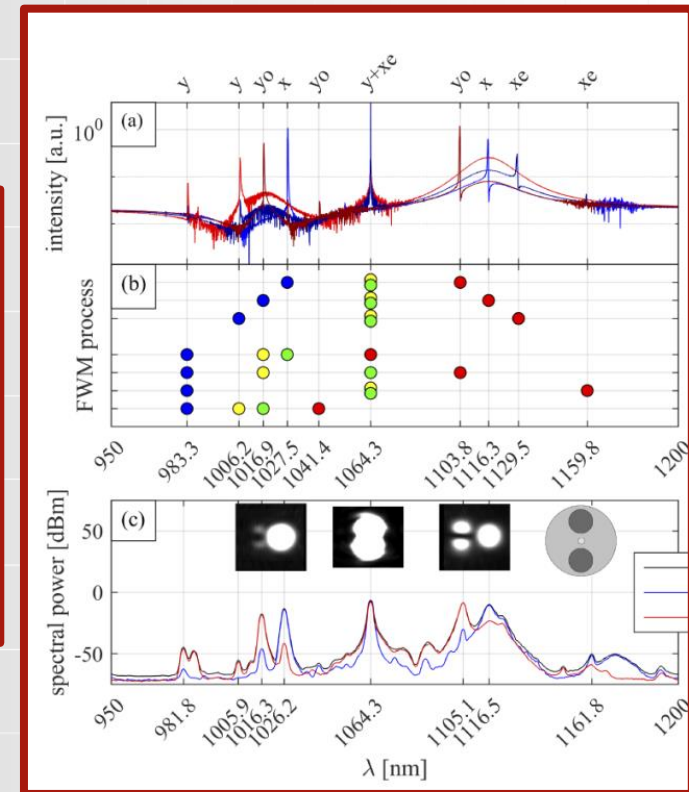 y y yo x yo y+xe yo x xe xe
(a)
10⁰
intensity [a.u.]
(b)
FWM process
950 983.3 1006.2 1016.9 1027.5 1041.4 1064.3 1103.8 1116.3 1129.5 1159.8 1200
(c)
50
0
-50
spectral power [dBm]
950 981.8 1005.9 1016.3 1026.2 1064.3 1105.1 1116.5 1161.8 1200
λ [nm]